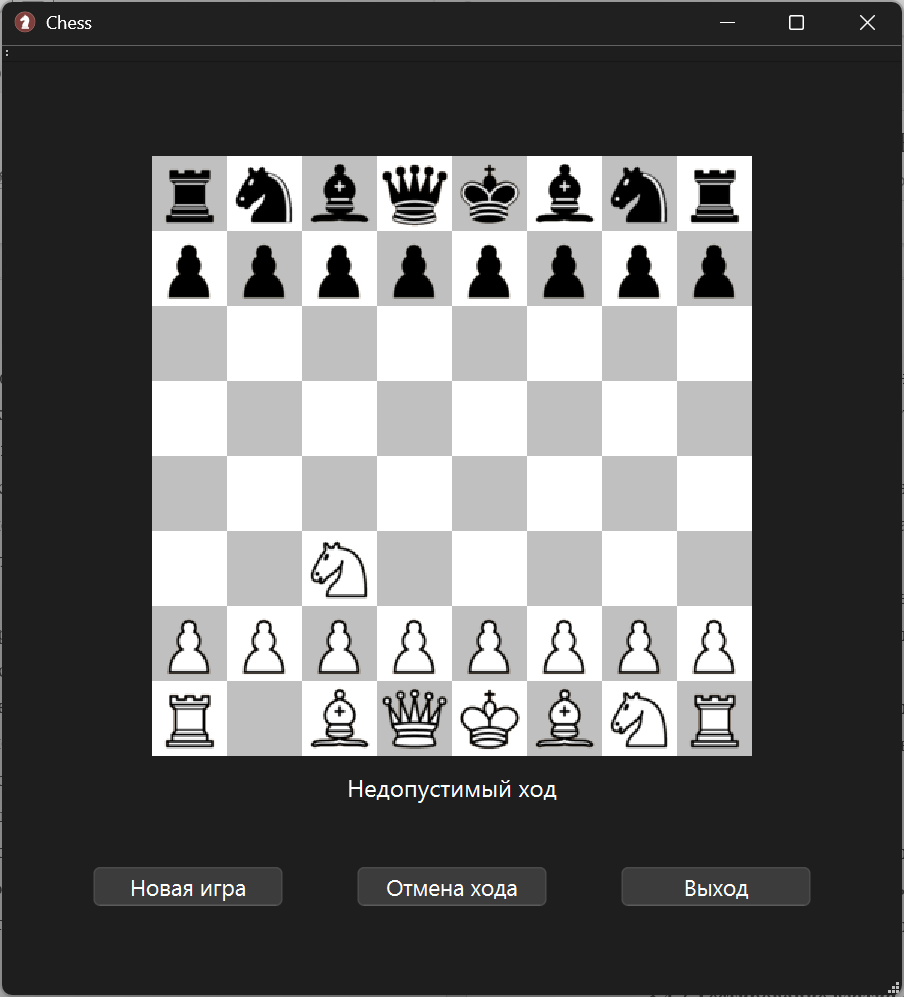 Chess
Недопустимый ход
Новая игра
Отмена хода
Выход